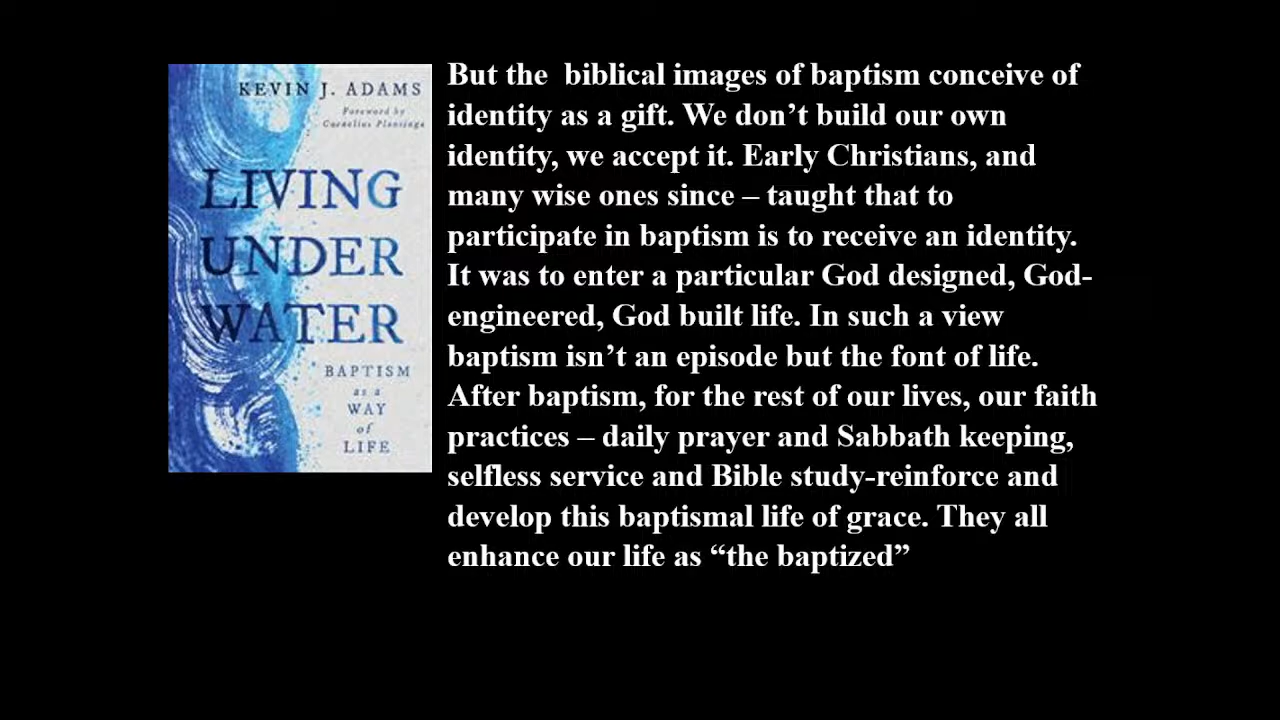 KEVIN J. ADAMS
Foreword by
Cornelius Plantinga
LIVING
UNDER
WATER
BAPTISM
as a
WAY
of
LIFE
But the  biblical images of baptism conceive of
identity as a gift. We don’t build our own
identity, we accept it. Early Christians, and
many wise ones since – taught that to
participate in baptism is to receive an identity.
It was to enter a particular God designed, God-
engineered, God built life. In such a view
baptism isn’t an episode but the font of life.
After baptism, for the rest of our lives, our faith
practices – daily prayer and Sabbath keeping,
selfless service and Bible study-reinforce and
develop this baptismal life of grace. They all
enhance our life as “the baptized”